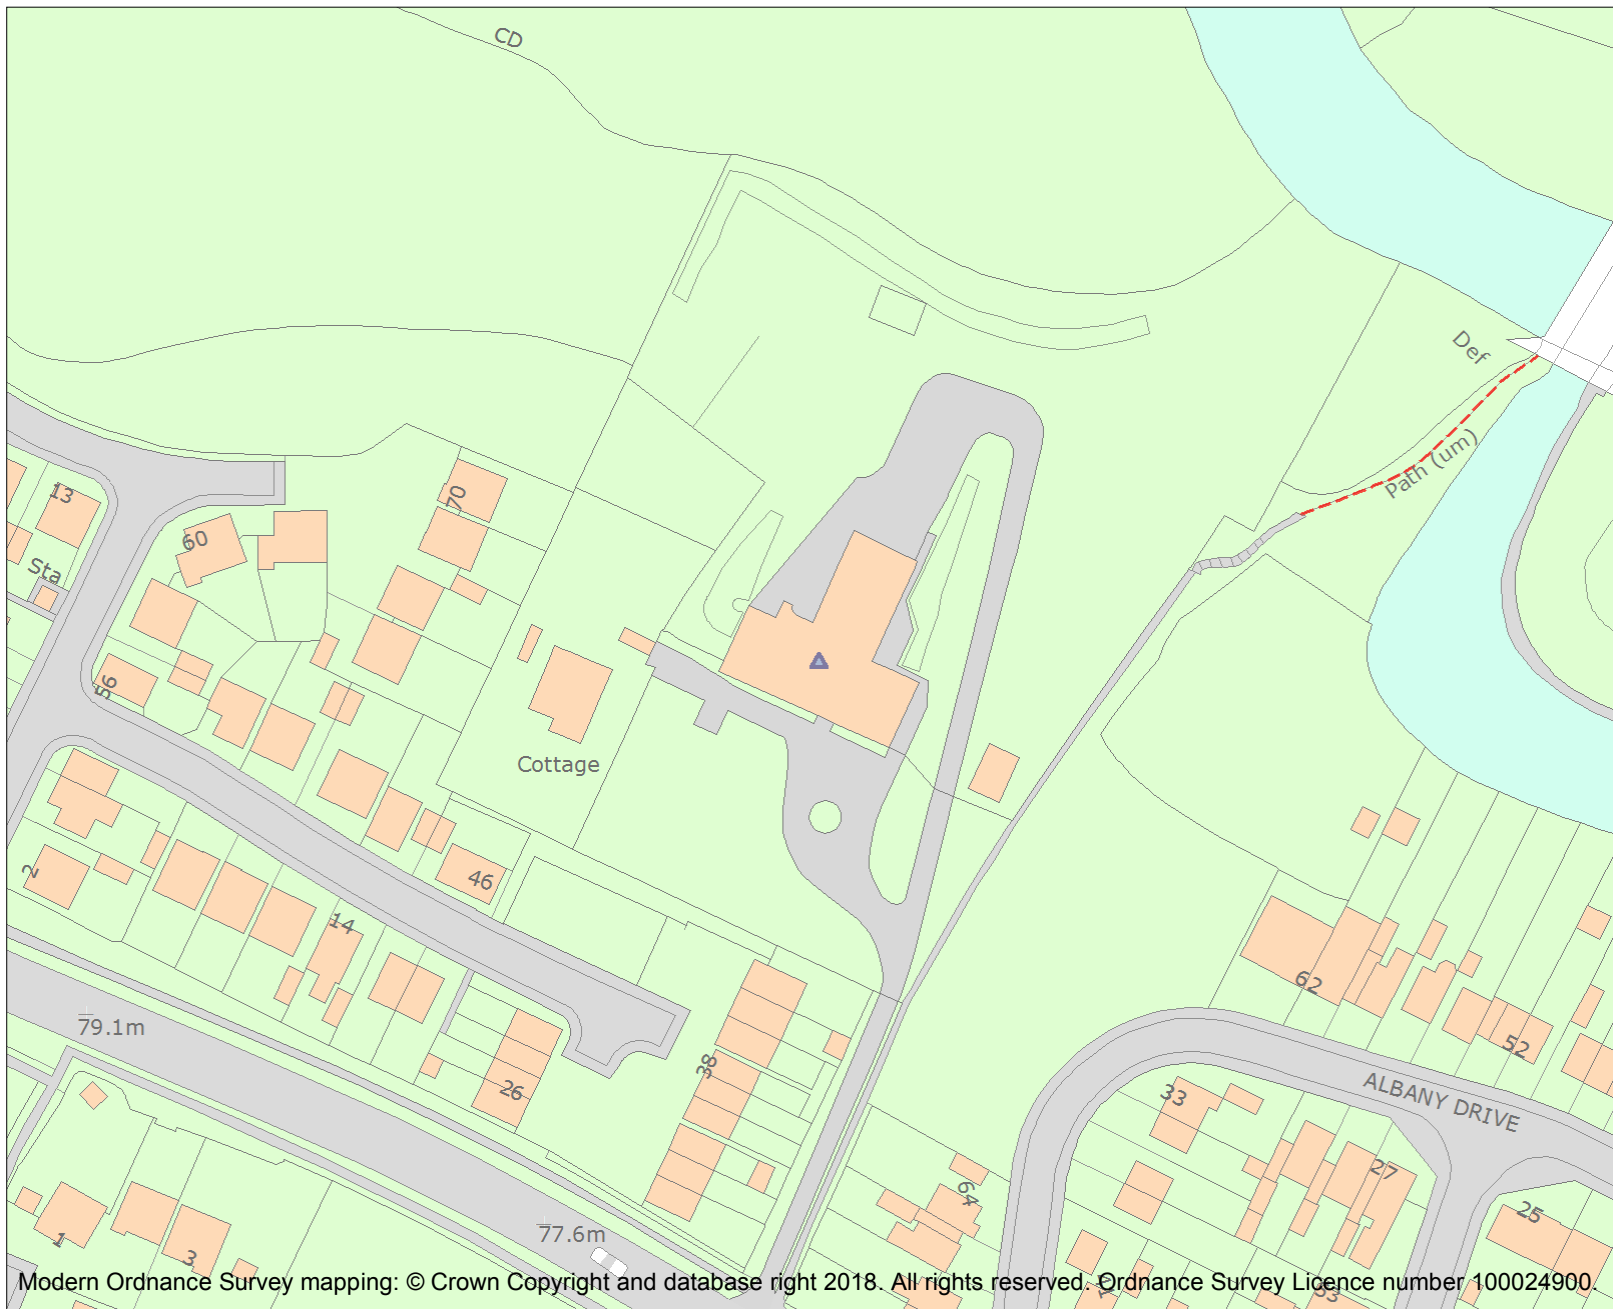 CD
Def
Path (um)
70
13
60
Sta
56
Cottage
2
46
14
62
79.1m
52
38
26
ALBANY DRIVE
33
27
64
25
77.6m
1
3
53
Modern Ordnance Survey mapping: © Crown Copyright and database right 2018. All rights reserved. Ordnance Survey Licence number 100024900.